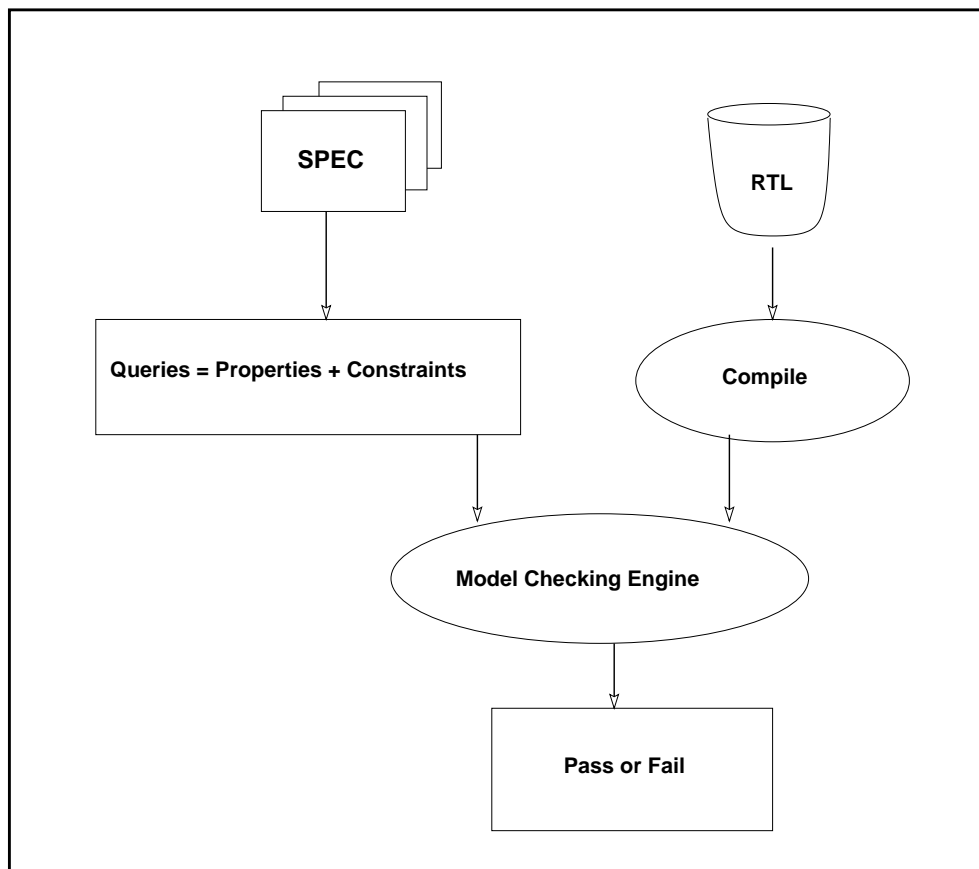 SPEC
RTL
Queries = Properties + Constraints
Compile
Model Checking Engine
Pass or Fail